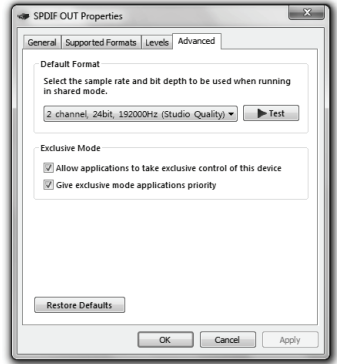 SPDIF OUT Properties
General Supported Formats Levels Advanced
Default Format
Select the sample rate and bit depth to be used when running
in shared mode.
2 channel, 24bit, 192000Hz (Studio Quality) Test
Exclusive Mode
Allow applications to take exclusive control of this device
Give exclusive mode applications priority
Restore Defaults
OK Cancel Apply